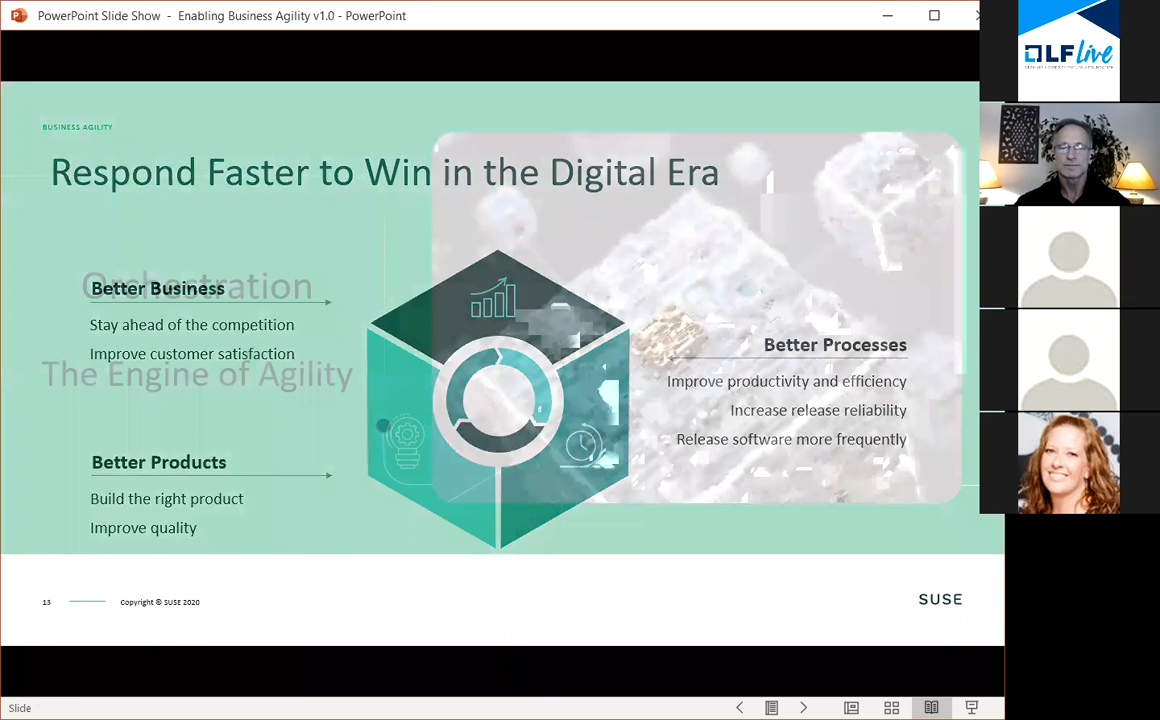 PowerPoint Slide Show - Enabling Business Agility v1.0 - PowerPoint
LF Live
BUSINESS AGILITY
Respond Faster to Win in the Digital Era
Orchestration
The Engine of Agility
Better Business
Stay ahead of the competition
Improve customer satisfaction
Better Processes
Improve productivity and efficiency
Increase release reliability
Release software more frequently
Better Products
Build the right product
Improve quality
13
Copyright © SUSE 2020
SUSE
Slide